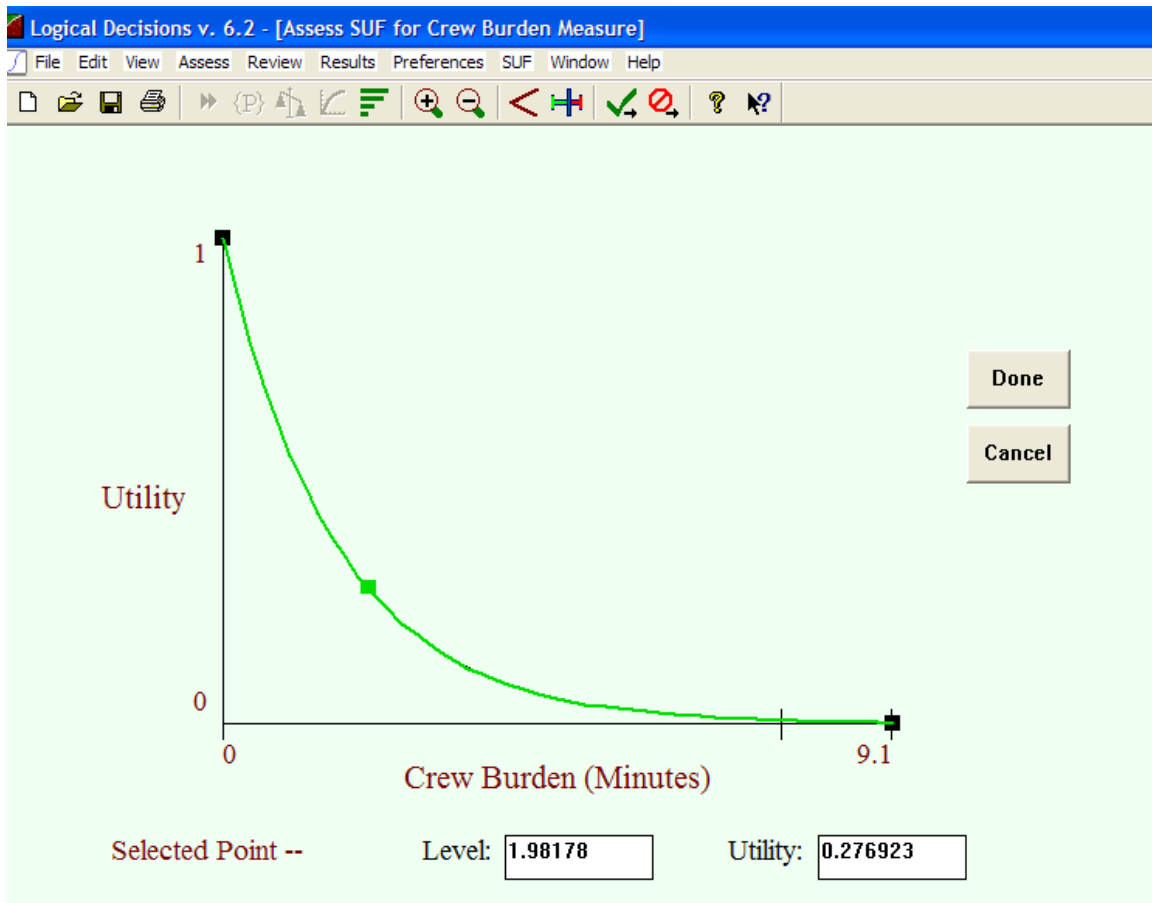 Logical Decisions v. 6.2 - [Assess SUF for Crew Burden Measure]
File Edit View Assess Review Results Preferences SUF Window Help
{P}
1
Done
Cancel
Utility
0
0 9.1
Crew Burden (Minutes)
Selected Point -- Level: 1.98178 Utility: 0.276923